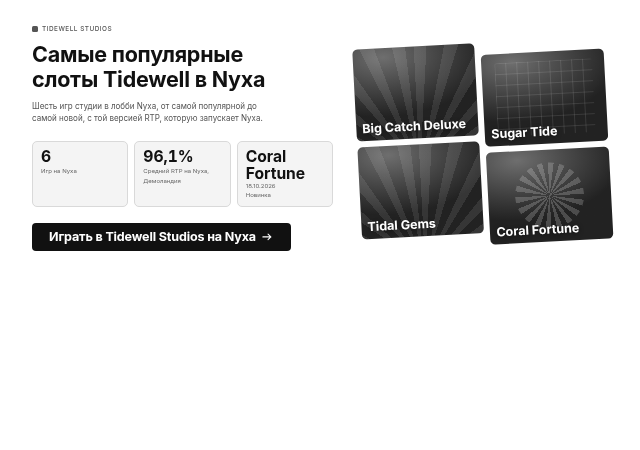 TIDEWELL STUDIOS
Самые популярные
слоты Tidewell в Nyxa
Шесть игр студии в лобби Nyxa, от самой популярной до
самой новой, с той версией RTP, которую запускает Nyxa.
6
Игр на Nyxa
96,1%
Средний RTP на Nyxa,
Демоландия
Coral
Fortune
18.10.2026
Новинка
Играть в Tidewell Studios на Nyxa →
Big Catch Deluxe
Sugar Tide
Tidal Gems
Coral Fortune